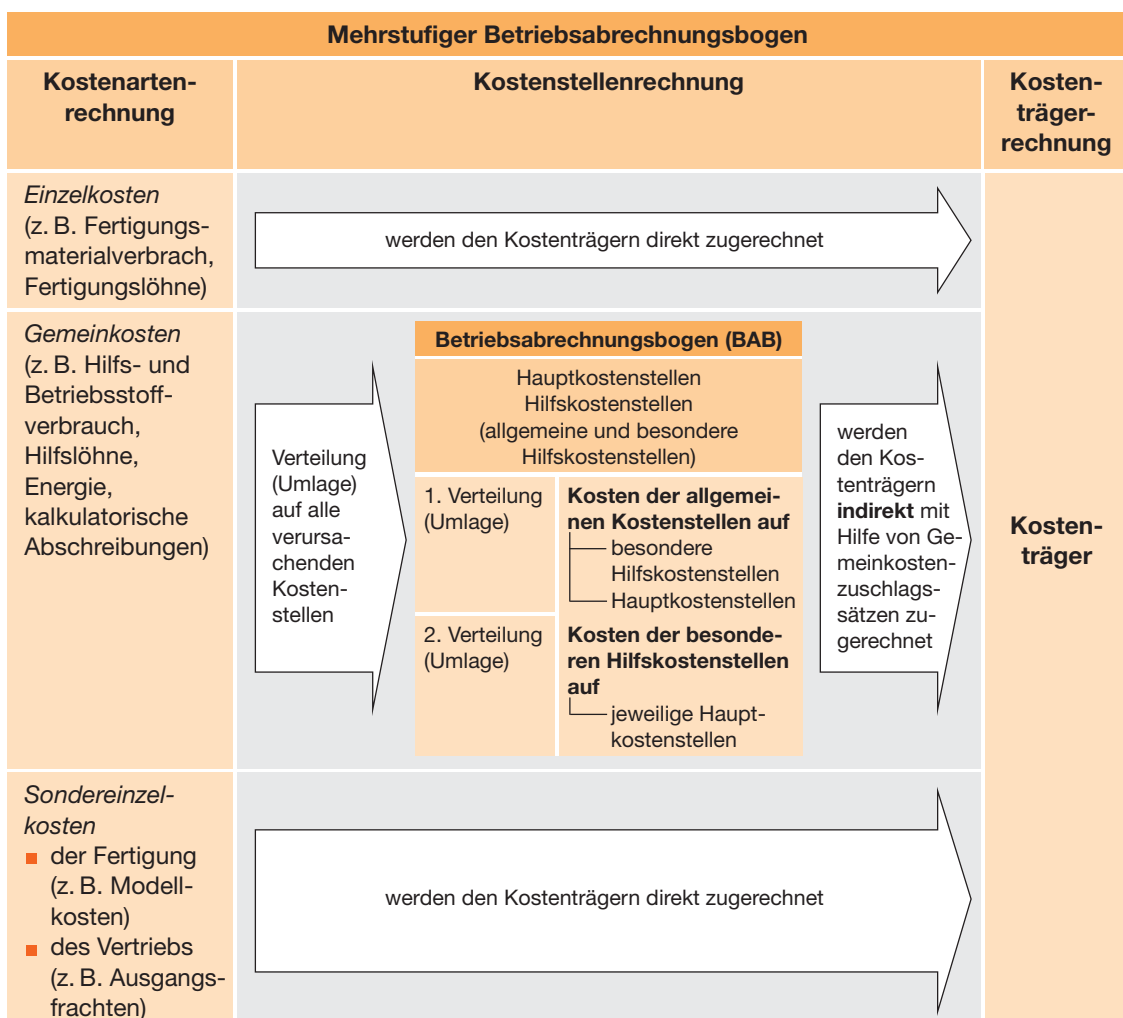 Mehrstufiger Betriebsabrechnungsbogen
Kostenarten-
rechnung
Kostenstellenrechnung
Kosten-
träger-
rechnung
Einzelkosten
(z. B. Fertigungs-
materialverbrach,
Fertigungslöhne)
werden den Kostenträgern direkt zugerechnet
Gemeinkosten
(z. B. Hilfs- und
Betriebsstoff-
verbrauch,
Hilfslöhne,
Energie,
kalkulatorische
Abschreibungen)
Verteilung
(Umlage)
auf alle
verursa-
chenden
Kosten-
stellen
Betriebsabrechnungsbogen (BAB)
Hauptkostenstellen
Hilfskostenstellen
(allgemeine und besondere
Hilfskostenstellen)
1. Verteilung
(Umlage)
Kosten der allgemei-
nen Kostenstellen auf
besondere
Hilfskostenstellen
Hauptkostenstellen
2. Verteilung
(Umlage)
Kosten der besonde-
ren Hilfskostenstellen
auf
jeweilige Haupt-
kostenstellen
werden
den Kos-
tenträgern
indirekt mit
Hilfe von Ge-
meinkosten-
zuschlags-
sätzen zu-
gerechnet
Kosten-
träger
Sondereinzel-
kosten
der Fertigung
(z. B. Modell-
kosten)
des Vertriebs
(z. B. Ausgangs-
frachten)
werden den Kostenträgern direkt zugerechnet